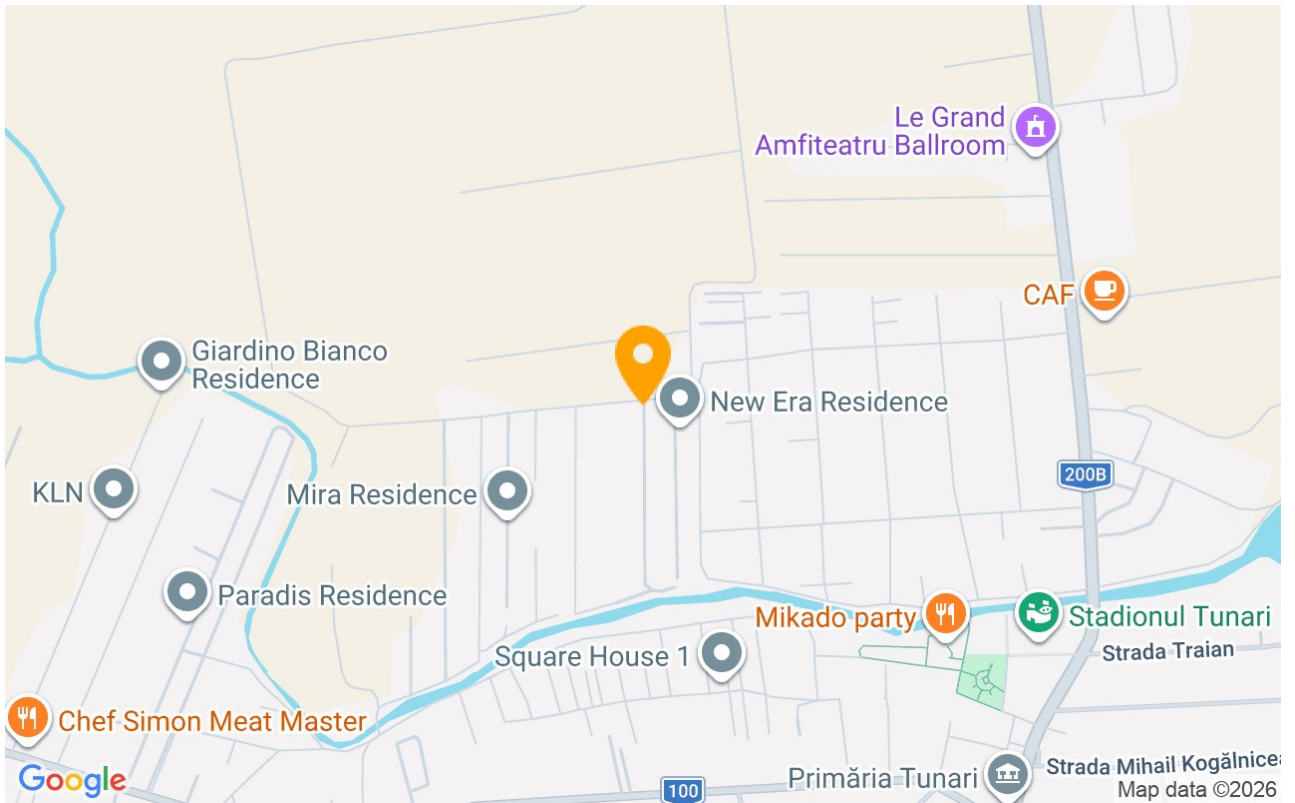 Le Grand
Amfiteatru Ballroom
CAF
Giardino Bianco
Residence
New Era Residence
200B
KLN
Mira Residence
Paradis Residence
Mikado party
Stadionul Tunari
Square House 1
Strada Traian
Chef Simon Meat Master
Google
100
Primăria Tunari
Strada Mihail Kogălnicea
Map data ©2026